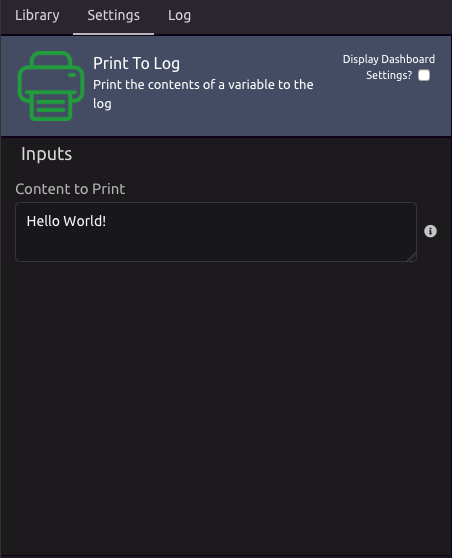 Library Settings Log
Print To Log
Print the contents of a variable to the
log
Display Dashboard
Settings?
Inputs
Content to Print
Hello World!